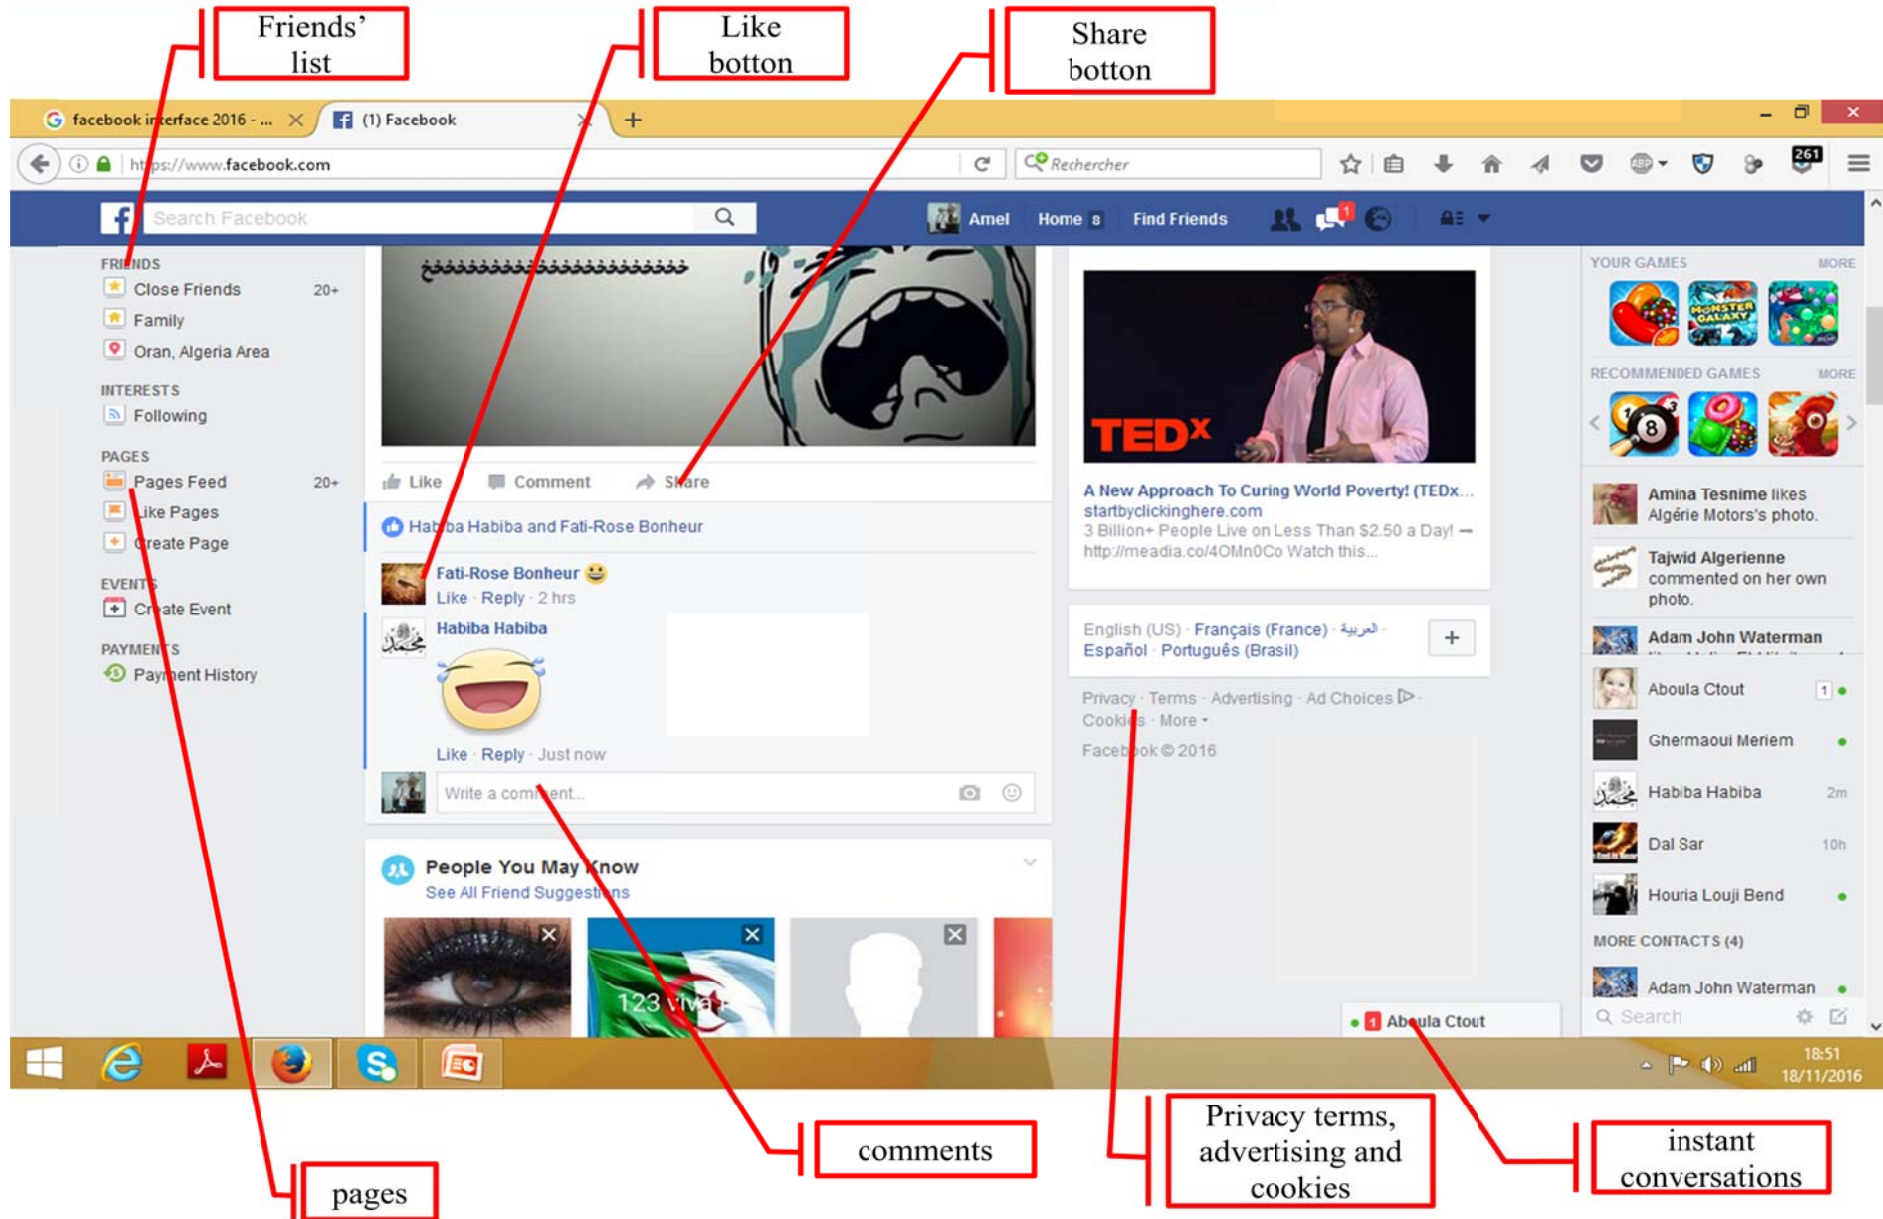 Friends'
list
Like
botton
Share
botton
facebook interface 2016 - ...
(1) Facebook
https://www.facebook.com
Rechercher
ABP
261
Search Facebook
Amel
Home 8
Find Friends
1
FRIENDS
Close Friends 20+
Family
Oran, Algeria Area
INTERESTS
Following
PAGES
Pages Feed 20+
Like Pages
Create Page
EVENTS
Create Event
PAYMENTS
Payment History
Like Comment Share
Habiba Habiba and Fati-Rose Bonheur
Fati-Rose Bonheur
Like · Reply · 2 hrs
Habiba Habiba
Like · Reply · Just now
Write a comment...
People You May Know
See All Friend Suggestions
123 viva
TEDx
A New Approach To Curing World Poverty! (TEDx...
startbyclickinghere.com
3 Billion+ People Live on Less Than $2.50 a Day! —
http://meadia.co/4OMn0Co Watch this...
English (US) · Français (France) · العربية ·
Español · Português (Brasil)
Privacy · Terms · Advertising · Ad Choices ·
Cookies · More
Facebook © 2016
YOUR GAMES MORE
MONSTER
GALAXY
RECOMMENDED GAMES MORE
8
Amina Tesnime likes
Algérie Motors's photo.
Tajwid Algerienne
commented on her own
photo.
Adam John Waterman
Aboula Ctout 1
Ghermaoui Meriem
Habiba Habiba 2m
Dal Sar 10h
Houria Louji Bend
MORE CONTACTS (4)
Adam John Waterman
Search
1 Aboula Ctout
18:51
18/11/2016
pages
comments
Privacy terms,
advertising and
cookies
instant
conversations